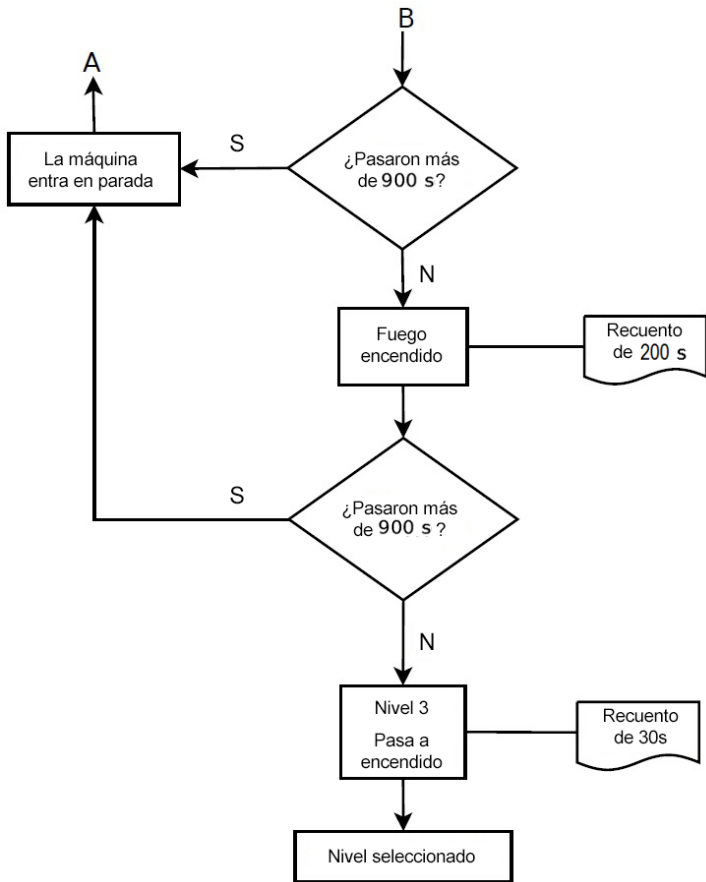 B
A
S
La máquina
entra en parada
¿Pasaron más
de 900 s?
N
Fuego
encendido
Recuento
de 200 s
S
¿Pasaron más
de 900 s ?
N
Nivel 3
Pasa a
encendido
Recuento
de 30s
Nivel seleccionado